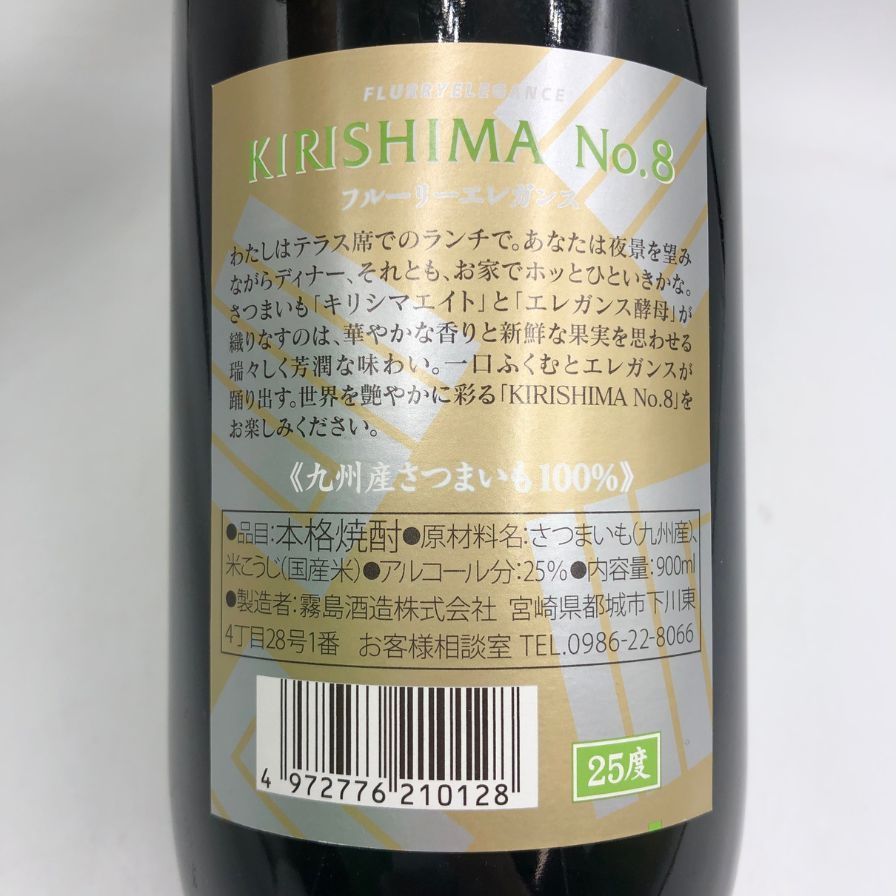 FLURRYELEGANCE
KIRISHIMA No.8
フルーリーエレガンス
わたしはテラス席でのランチで。あなたは夜景を望み
ながらディナー、それとも、お家でホッとひといきかな。
さつまいも「キリシマエイト」と「エレガンス酵母」が
織りなすのは、華やかな香りと新鮮な果実を思わせる
瑞々しく芳潤な味わい。一口ふくむとエレガンスが
踊り出す。世界を艶やかに彩る「KIRISHIMA No.8」を
お楽しみください。
《九州産さつまいも100%》
●品目:本格焼酎●原材料名:さつまいも(九州産)、
米こうじ(国産米)●アルコール分:25%●内容量:900ml
●製造者:霧島酒造株式会社 宮崎県都城市下川東
4丁目28号1番 お客様相談室 TEL.0986-22-8066
4 972776 210128
25度